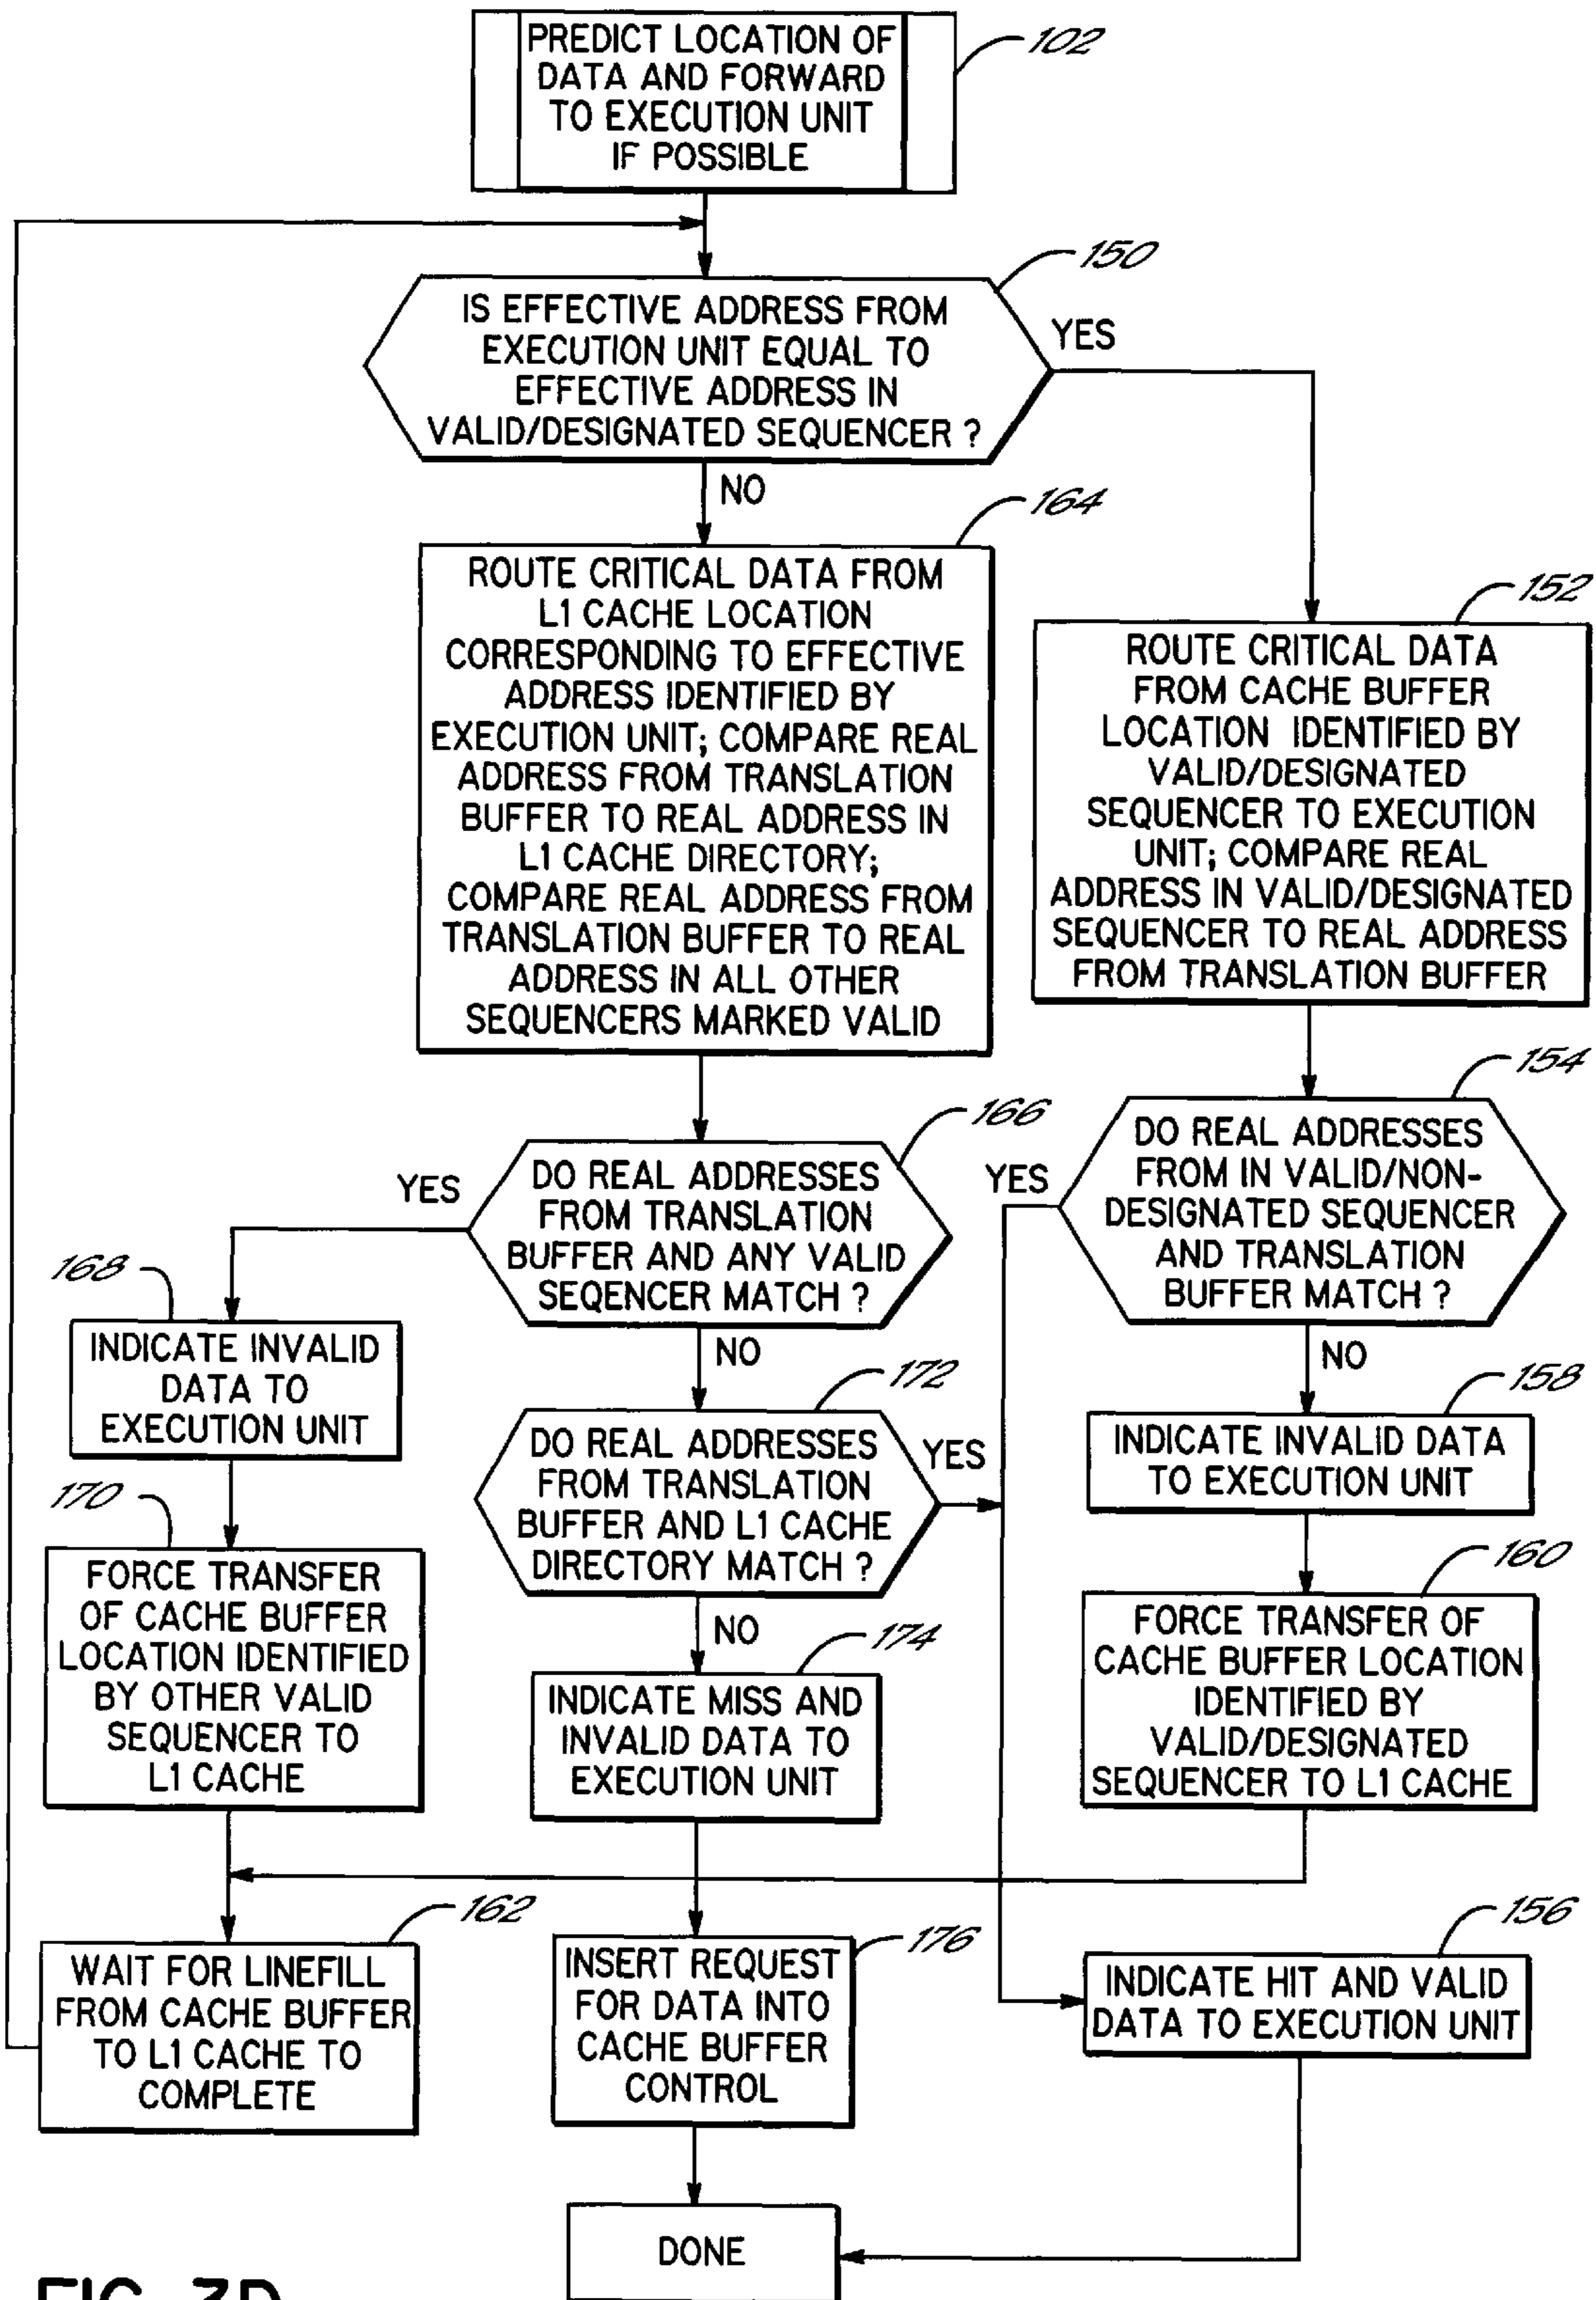 PREDICT LOCATION OF
DATA AND FORWARD
TO EXECUTION UNIT
IF POSSIBLE
102
150
IS EFFECTIVE ADDRESS FROM
EXECUTION UNIT EQUAL TO
EFFECTIVE ADDRESS IN
VALID/DESIGNATED SEQUENCER ?
YES
NO
164
ROUTE CRITICAL DATA FROM
L1 CACHE LOCATION
CORRESPONDING TO EFFECTIVE
ADDRESS IDENTIFIED BY
EXECUTION UNIT; COMPARE REAL
ADDRESS FROM TRANSLATION
BUFFER TO REAL ADDRESS IN
L1 CACHE DIRECTORY;
COMPARE REAL ADDRESS FROM
TRANSLATION BUFFER TO REAL
ADDRESS IN ALL OTHER
SEQUENCERS MARKED VALID
152
ROUTE CRITICAL DATA
FROM CACHE BUFFER
LOCATION IDENTIFIED BY
VALID/DESIGNATED
SEQUENCER TO EXECUTION
UNIT; COMPARE REAL
ADDRESS IN VALID/DESIGNATED
SEQUENCER TO REAL ADDRESS
FROM TRANSLATION BUFFER
166
YES
DO REAL ADDRESSES
FROM TRANSLATION
BUFFER AND ANY VALID
SEQENCER MATCH ?
NO
154
YES
DO REAL ADDRESSES
FROM IN VALID/NON-
DESIGNATED SEQUENCER
AND TRANSLATION
BUFFER MATCH ?
NO
168
INDICATE INVALID
DATA TO
EXECUTION UNIT
172
DO REAL ADDRESSES
FROM TRANSLATION
BUFFER AND L1 CACHE
DIRECTORY MATCH ?
YES
NO
158
INDICATE INVALID DATA
TO EXECUTION UNIT
170
FORCE TRANSFER
OF CACHE BUFFER
LOCATION IDENTIFIED
BY OTHER VALID
SEQUENCER TO
L1 CACHE
174
INDICATE MISS AND
INVALID DATA TO
EXECUTION UNIT
160
FORCE TRANSFER OF
CACHE BUFFER LOCATION
IDENTIFIED BY
VALID/DESIGNATED
SEQUENCER TO L1 CACHE
162
WAIT FOR LINEFILL
FROM CACHE BUFFER
TO L1 CACHE TO
COMPLETE
176
INSERT REQUEST
FOR DATA INTO
CACHE BUFFER
CONTROL
156
INDICATE HIT AND VALID
DATA TO EXECUTION UNIT
DONE
FIG. 3D